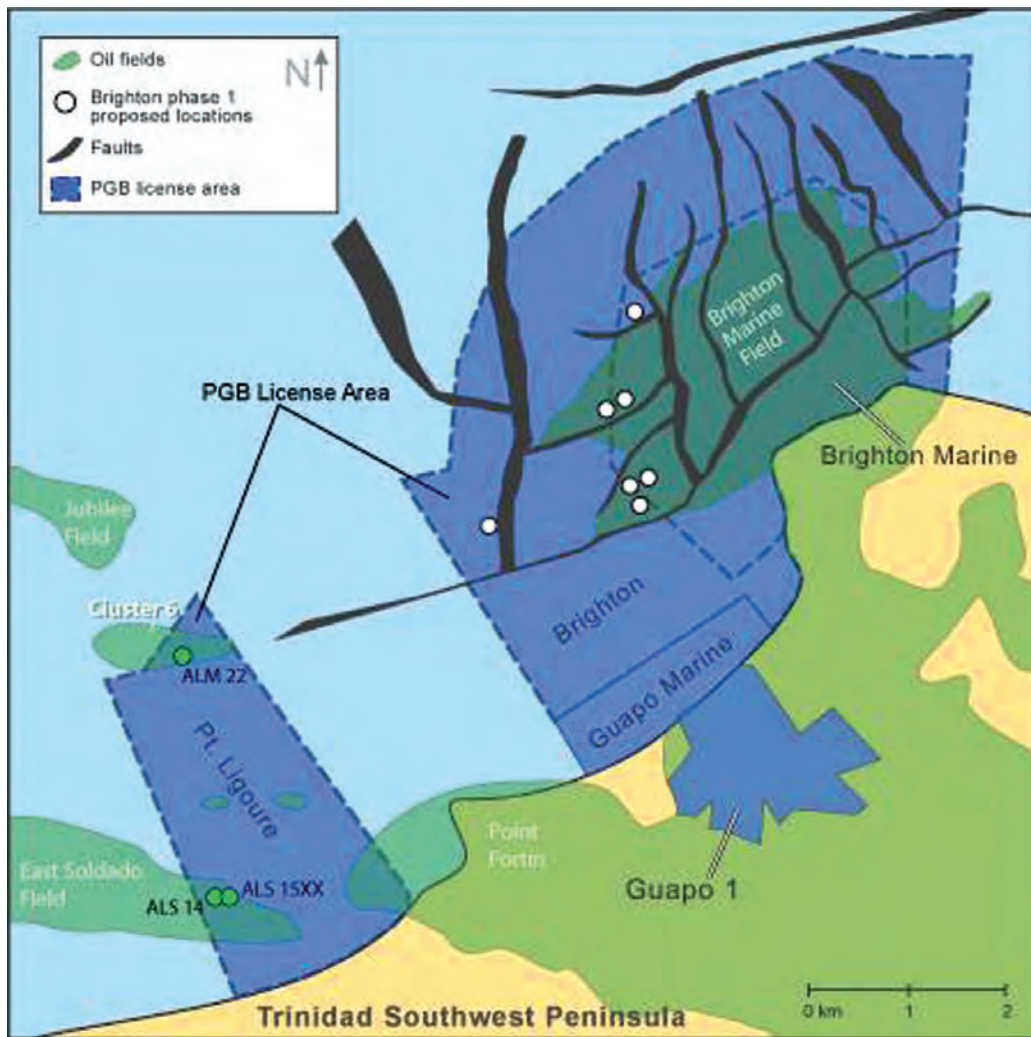 Oil fields
Brighton phase 1
proposed locations
Faults
PGB license area
N
PGB License Area
Brighton
Marine
Field
Brighton Marine
Jubilee
Field
Cluster 6
ALM 22
Brighton
Guapo Marine
Pt. Ligoure
Point
Fortin
East Soldado
Field
ALS 15XX
ALS 14
Guapo 1
0 km
1
2
Trinidad Southwest Peninsula